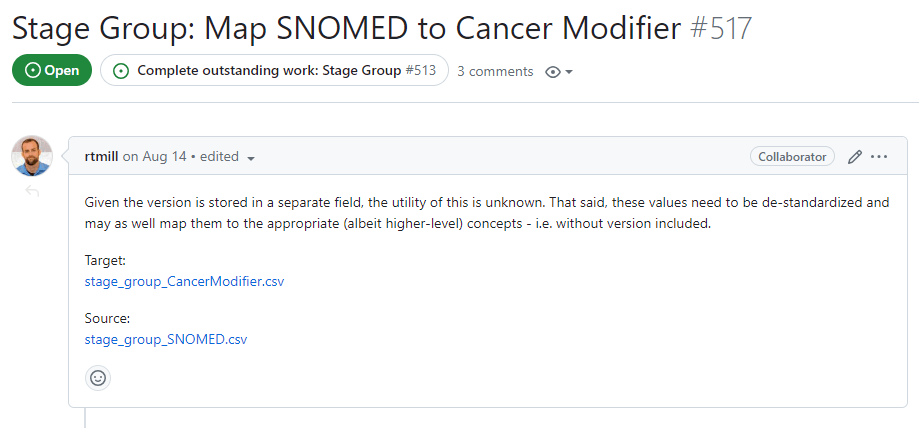 Stage Group: Map SNOMED to Cancer Modifier #517
Open Complete outstanding work: Stage Group #513 3 comments
rtmill on Aug 14 • edited Collaborator
Given the version is stored in a separate field, the utility of this is unknown. That said, these values need to be de-standardized and
may as well map them to the appropriate (albeit higher-level) concepts - i.e. without version included.
Target:
stage_group_CancerModifier.csv
Source:
stage_group_SNOMED.csv